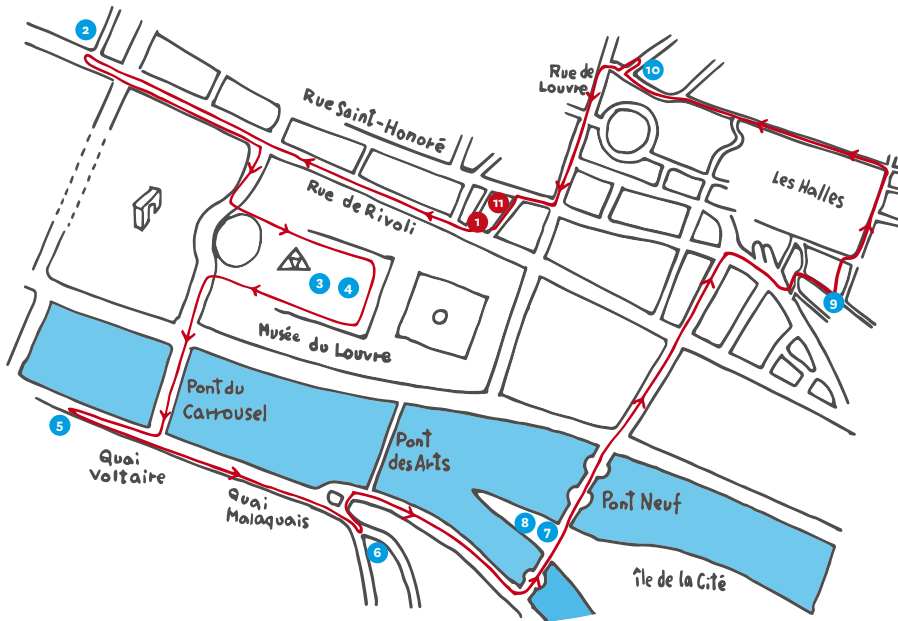 2
10
Rue de
Louvre
Rue Saint-Honoré
Les Halles
11
1
Rue de Rivoli
3
4
9
Musée du Louvre
Pont du
Carrousel
5
Pont
des Arts
Quai
Voltaire
Quai
Malaquais
8
7
Pont Neuf
6
île de la Cité